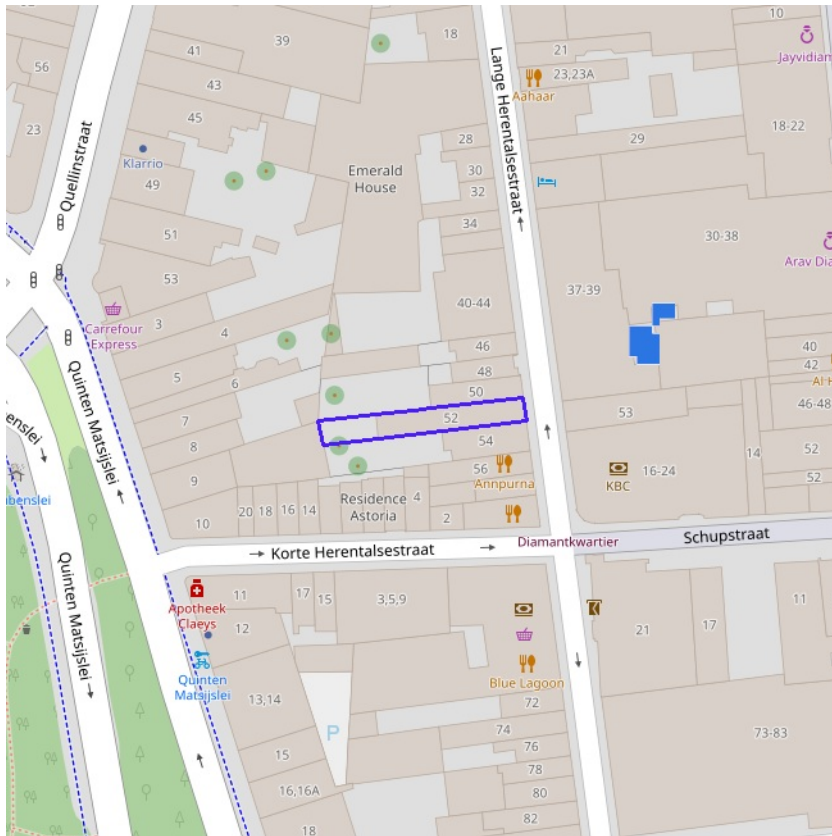 39
18
10
41
21
Jayvidiam
56
43
23,23A
Aahaar
45
18-22
23
28
29
Klarrio
Quellinstraat
Lange Herentalsestraat
Emerald
House
30
49
32
34
51
30-38
Arav Dia
53
37-39
40-44
3
4
Carrefour
Express
46
40
48
42
5
6
50
Al H
Quinten Matsijslei
52
53
46-48
7
54
8
14
52
enslei
56
Annpurna
16-24
KBC
52
9
Residence
Astoria
4
benslei
10
20
18
16
14
2
Diamantkwartier
Schupstraat
Korte Herentalsestraat
Quinten Matsijslei
Apotheek
Claeys
11
17
15
3,5,9
11
12
21
17
Quinten
Matsijslei
Blue Lagoon
13,14
72
P
74
73-83
15
76
78
16,16A
80
18
82